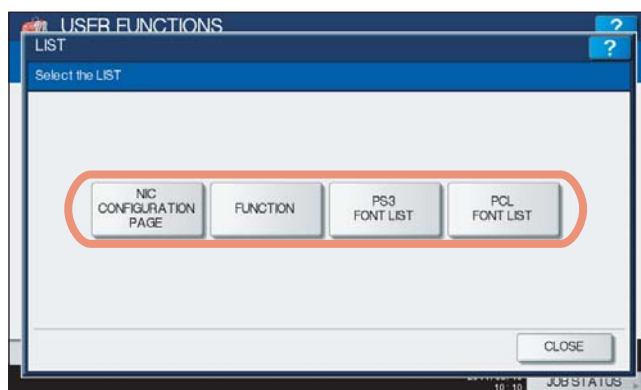 USER FUNCTIONS
?
LIST
?
Select the LIST
NIC
CONFIGURATION
PAGE
FUNCTION
PS3
FONT LIST
PCL
FONT LIST
CLOSE
10:10
JOB STATUS